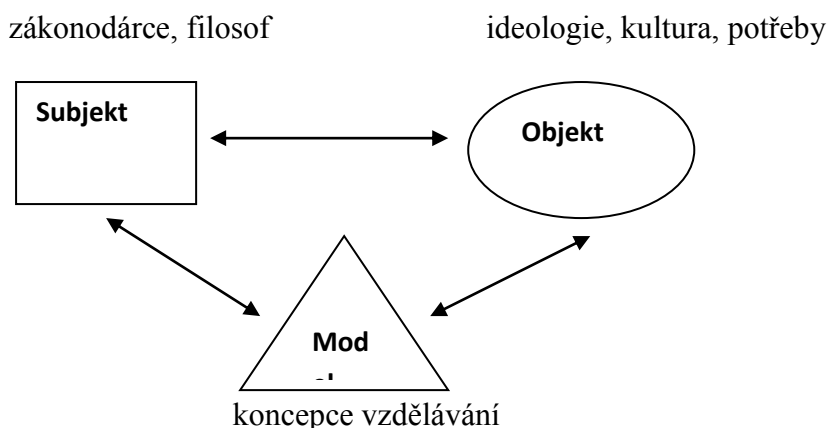 zákonodárce, filosof
ideologie, kultura, potřeby
Subjekt
Objekt
Mod
koncepce vzdělávání